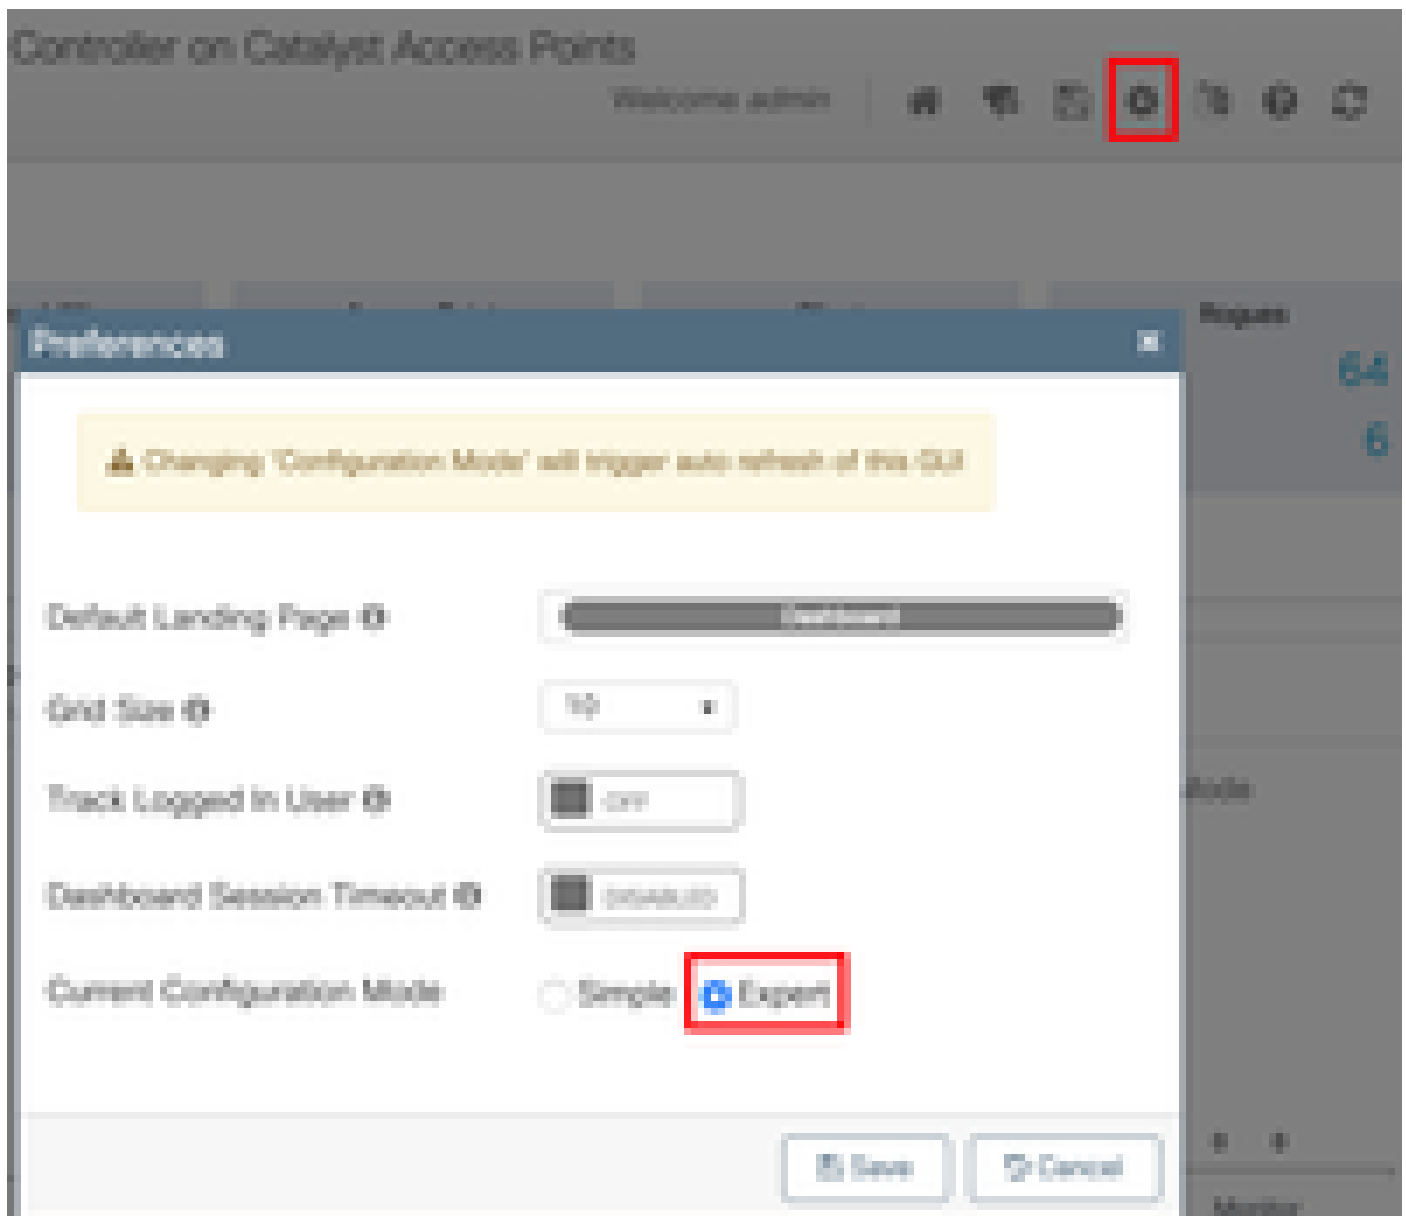 Controller on Catalyst Access Points
Welcome admin
Rogues
Preferences
64
Changing 'Configuration Mode' will trigger auto refresh of this GUI
6
Default Landing Page
Dashboard
Grid Size
10
Track Logged In User
OFF
Mode
Dashboard Session Timeout
DISABLED
Current Configuration Mode
Simple Expert
Save Cancel
Monitor